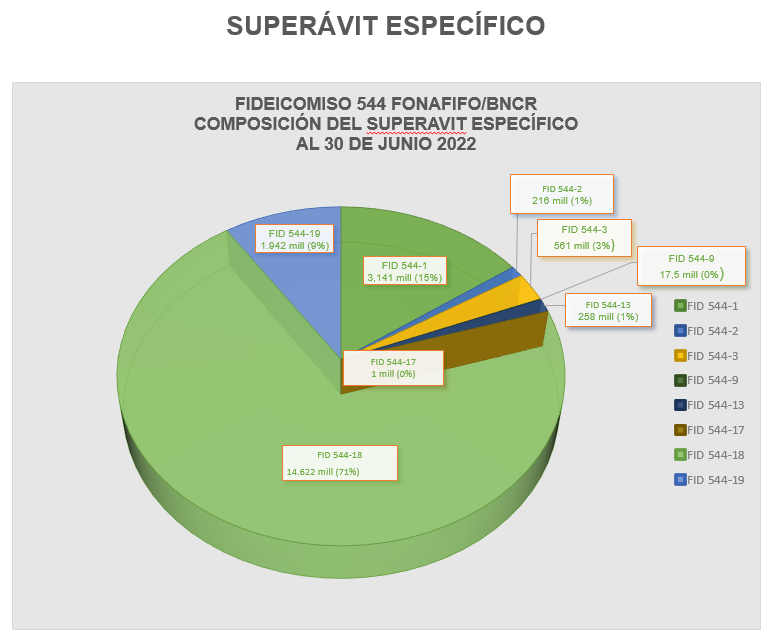 SUPERÁVIT ESPECÍFICO
FIDEICOMISO 544 FONAFIFO/BNCR
COMPOSICIÓN DEL SUPERAVIT ESPECÍFICO
AL 30 DE JUNIO 2022
FID 544-2
216 mill (1%)
FID 544-3
561 mill (3%)
FID 544-19
1.942 mill (9%)
FID 544-1
3,141 mill (15%)
FID 544-9
17,5 mill (0%)
FID 544-13
258 mill (1%)
FID 544-17
1 mill (0%)
FID 544-18
14.622 mill (71%)
FID 544-1
FID 544-2
FID 544-3
FID 544-9
FID 544-13
FID 544-17
FID 544-18
FID 544-19